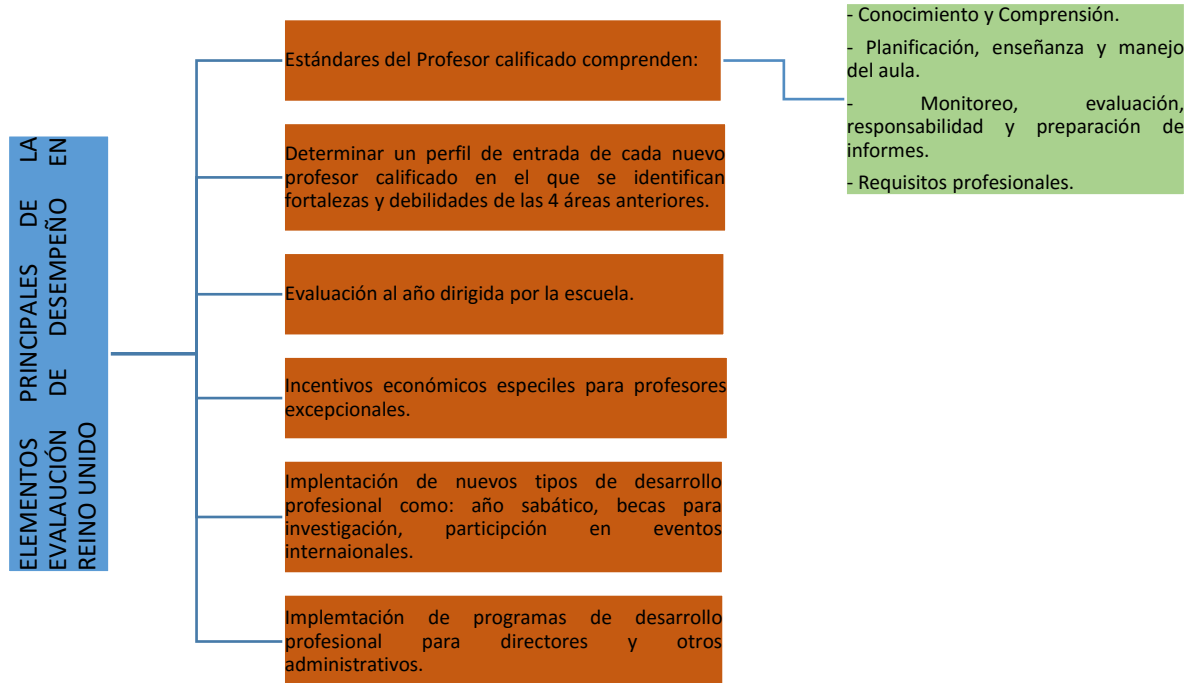 ELEMENTOS PRINCIPALES DE LA
EVALAUCIÓN DE DESEMPEÑO EN
REINO UNIDO
Estándares del Profesor calificado comprenden:
- Conocimiento y Comprensión.
- Planificación, enseñanza y manejo
del aula.
- Monitoreo, evaluación,
responsabilidad y preparación de
informes.
- Requisitos profesionales.
Determinar un perfil de entrada de cada nuevo
profesor calificado en el que se identifican
fortalezas y debilidades de las 4 áreas anteriores.
Evaluación al año dirigida por la escuela.
Incentivos económicos especiles para profesores
excepcionales.
Implentación de nuevos tipos de desarrollo
profesional como: año sabático, becas para
investigación, participción en eventos
internaionales.
Implemtación de programas de desarrollo
profesional para directores y otros
administrativos.